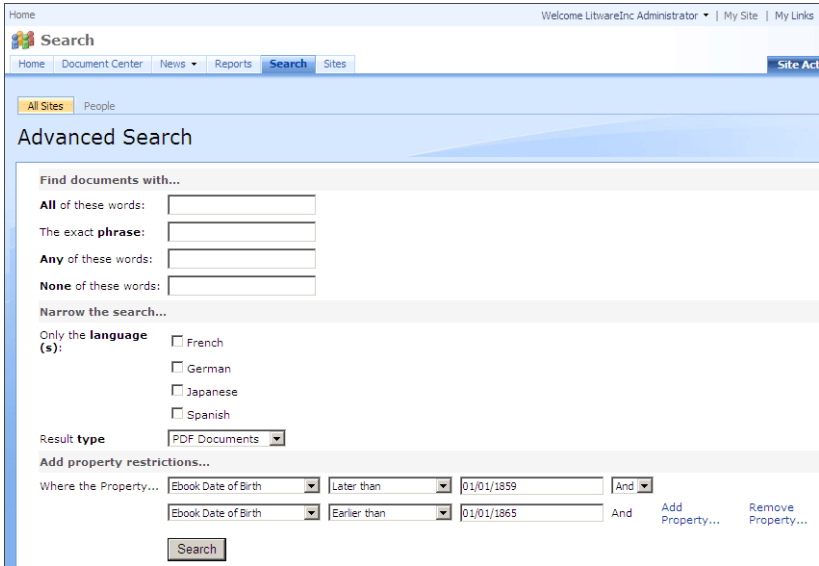 Home Welcome LitwareInc Administrator | My Site | My Links
Search
Home Document Center News Reports Search Sites Site Act
All Sites People
Advanced Search
Find documents with...
All of these words:
The exact phrase:
Any of these words:
None of these words:
Narrow the search...
Only the language
(s): French
German
Japanese
Spanish
Result type PDF Documents
Add property restrictions...
Where the Property... Ebook Date of Birth Later than 01/01/1859 And
Ebook Date of Birth Earlier than 01/01/1865 And Add Property... Remove Property...
Search